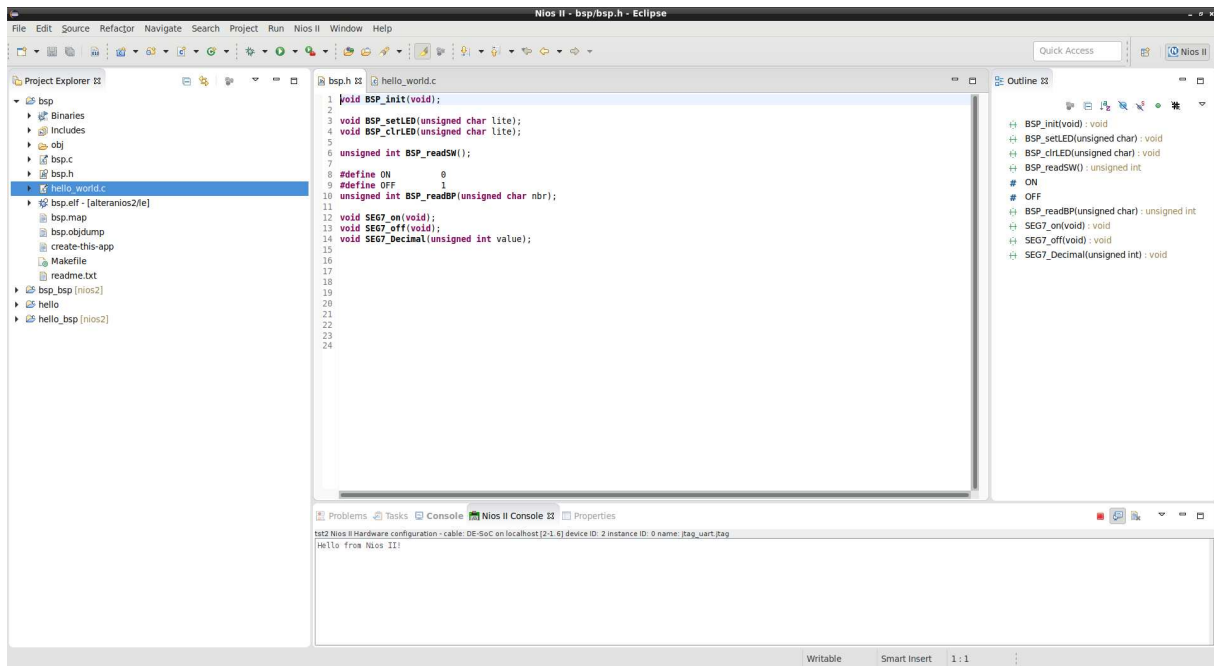 Nios II - bsp/bsp.h - Eclipse
File Edit Source Refactor Navigate Search Project Run Nios II Window Help
Quick Access
Nios II
Project Explorer
bsp
Binaries
Includes
obj
bsp.c
bsp.h
hello_world.c
bsp.elf - [alteranios2/le]
bsp.map
bsp.objdump
create-this-app
Makefile
readme.txt
bsp_bsp [nios2]
hello
hello_bsp [nios2]
bsp.h hello_world.c
1 void BSP_init(void);
2
3 void BSP_setLED(unsigned char lite);
4 void BSP_clrLED(unsigned char lite);
5
6 unsigned int BSP_readSW();
7
8 #define ON 0
9 #define OFF 1
10 unsigned int BSP_readBP(unsigned char nbr);
11
12 void SEG7_on(void);
13 void SEG7_off(void);
14 void SEG7_Decimal(unsigned int value);
15
16
17
18
19
20
21
22
23
24
Outline
BSP_init(void) : void
BSP_setLED(unsigned char) : void
BSP_clrLED(unsigned char) : void
BSP_readSW() : unsigned int
# ON
# OFF
BSP_readBP(unsigned char) : unsigned int
SEG7_on(void) : void
SEG7_off(void) : void
SEG7_Decimal(unsigned int) : void
Problems Tasks Console Nios II Console Properties
tst2 Nios II Hardware configuration - cable: DE-SoC on localhost [2-1.6] device ID: 2 instance ID: 0 name: jtag_uart.jtag
Hello from Nios II!
Writable Smart Insert 1 : 1